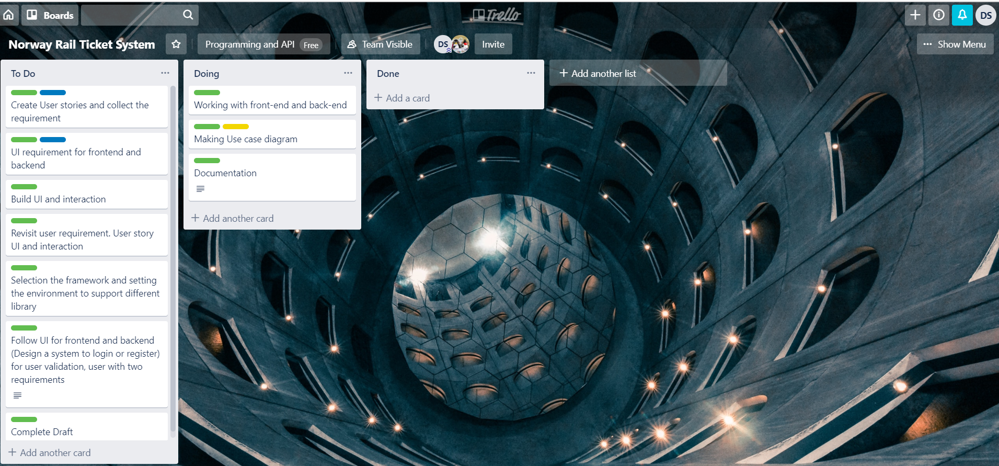 Boards
Trello
DS
Norway Rail Ticket System
Programming and API Free
Team Visible
DS
Invite
Show Menu
To Do
Create User stories and collect the
requirement
UI requirement for frontend and
backend
Build UI and interaction
Revisit user requirement. User story
UI and interaction
Selection the framework and setting
the environment to support different
library
Follow UI for frontend and backend
(Design a system to login or register)
for user validation, user with two
requirements
Complete Draft
+ Add another card
Doing
Working with front-end and back-end
Making Use case diagram
Documentation
+ Add another card
Done
+ Add a card
+ Add another list